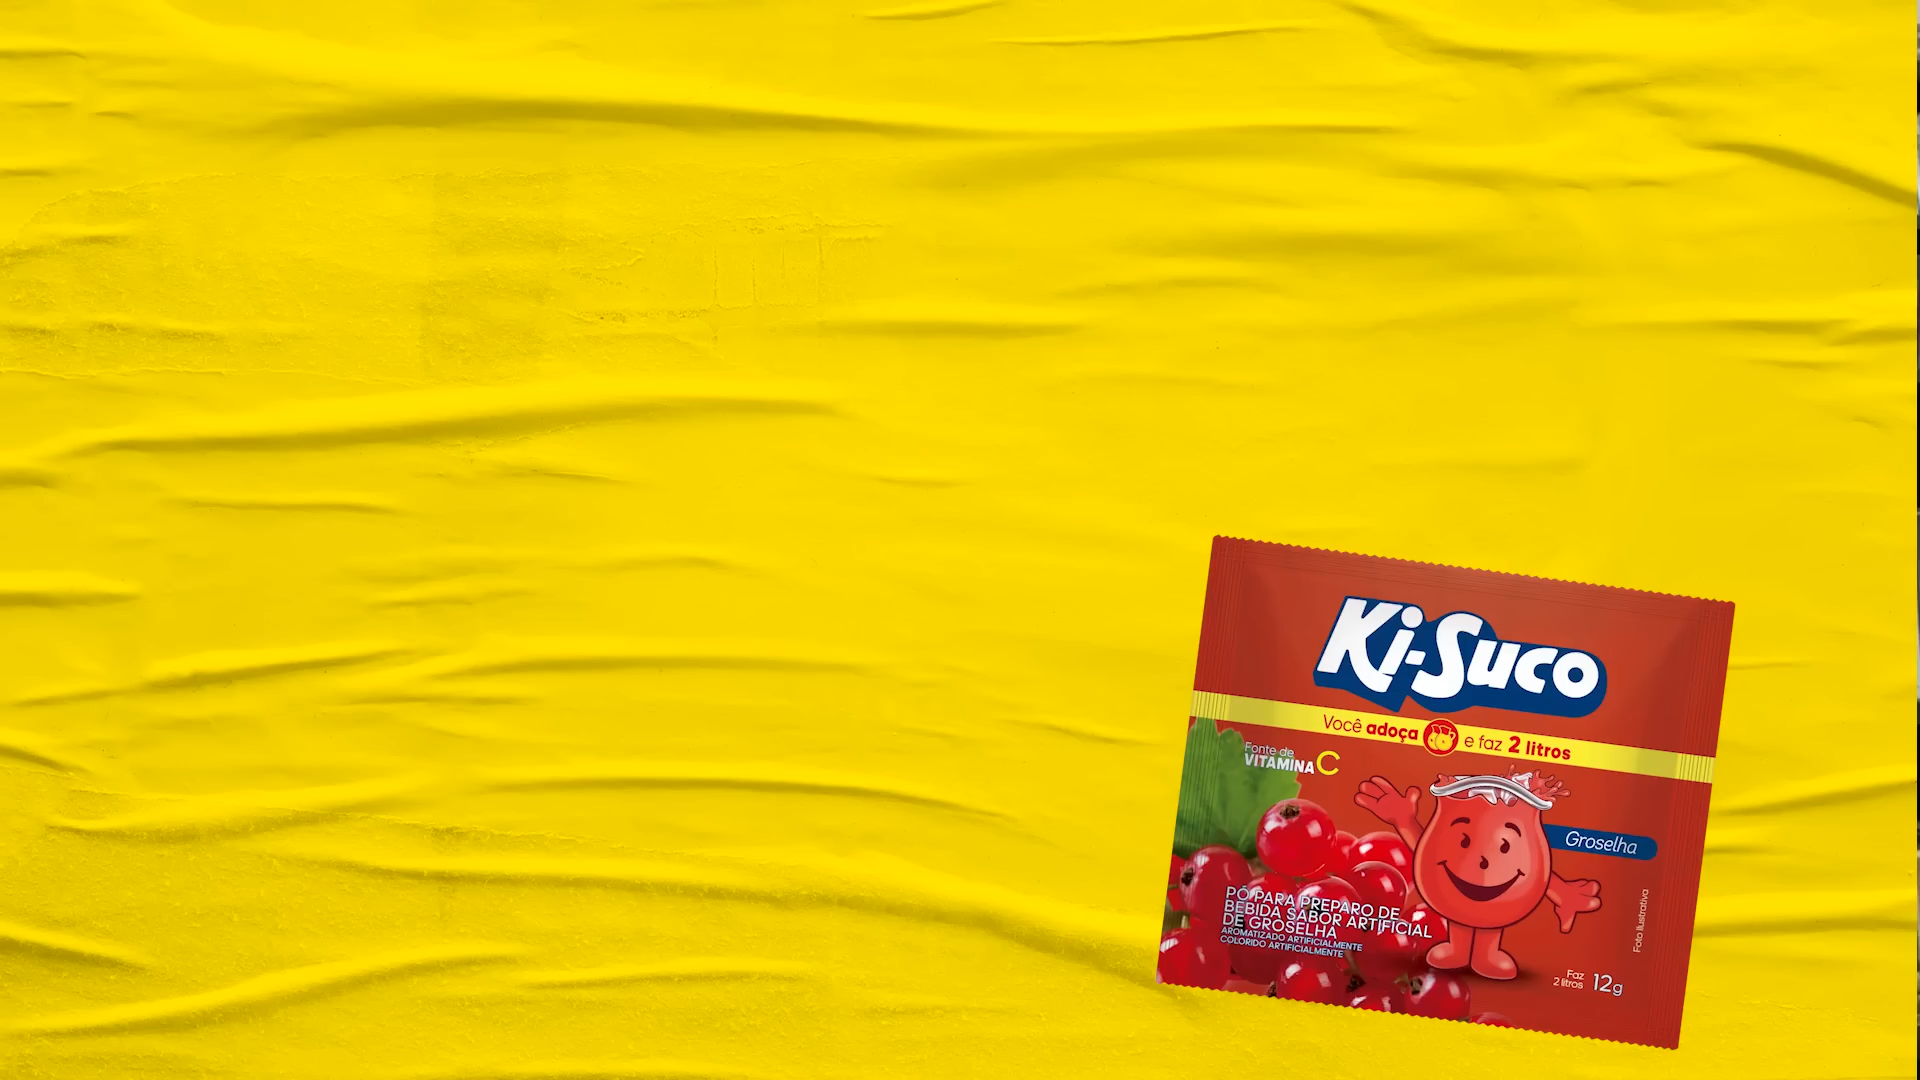 Ki-Suco
Você adoça e faz 2 litros
Fonte de
VITAMINA C
Groselha
PÓ PARA PREPARO DE
BEBIDA SABOR ARTIFICIAL
DE GROSELHA
AROMATIZADO ARTIFICIALMENTE
COLORIDO ARTIFICIALMENTE
Foto Ilustrativa
Faz
2 litros 12g